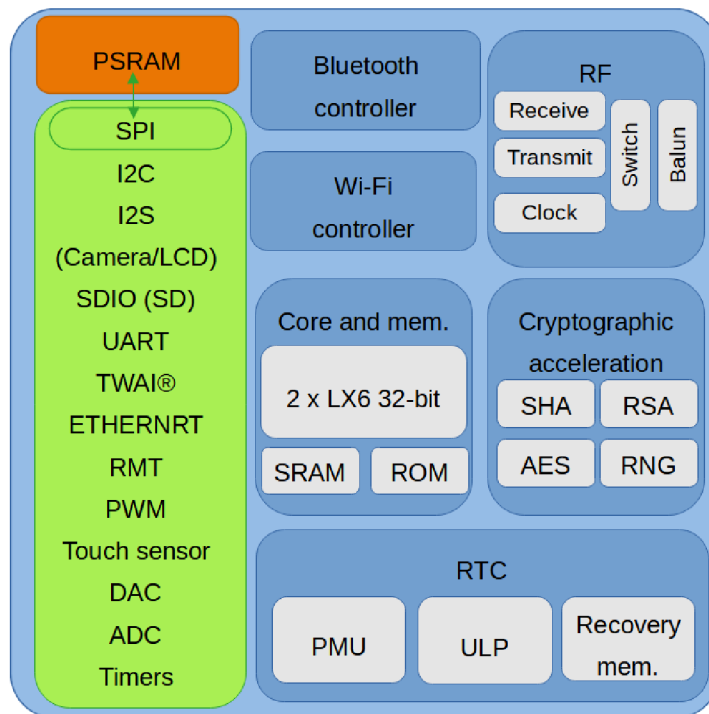 PSRAM
SPI
I2C
I2S
(Camera/LCD)
SDIO (SD)
UART
TWAI®
ETHERNRT
RMT
PWM
Touch sensor
DAC
ADC
Timers
Bluetooth
controller
Wi-Fi
controller
RF
Receive
Transmit
Clock
Switch
Balun
Core and mem.
2 x LX6 32-bit
SRAM
ROM
Cryptographic
acceleration
SHA
RSA
AES
RNG
RTC
PMU
ULP
Recovery
mem.